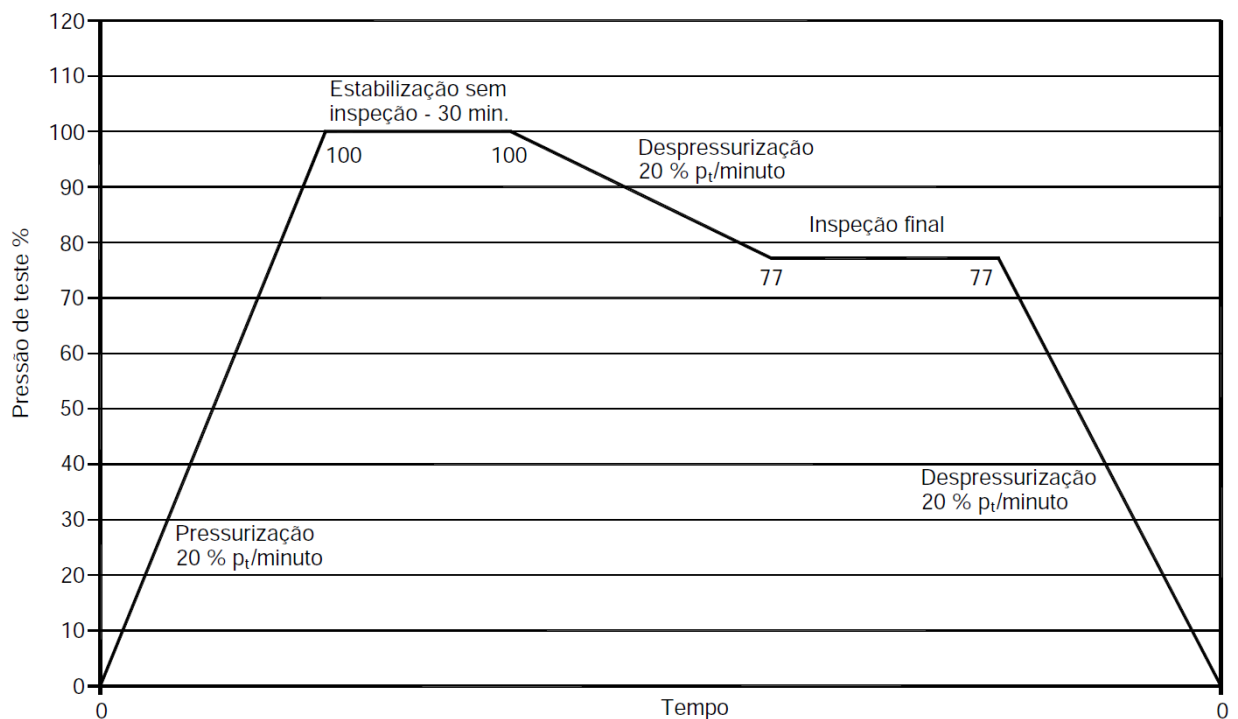 120
110
100
90
80
70
60
50
40
30
20
10
0
Pressão de teste %
Estabilização sem
inspeção - 30 min.
100
100
Despressurização
20 % pₜ/minuto
Inspeção final
77
77
Pressurização
20 % pₜ/minuto
Despressurização
20 % pₜ/minuto
0
Tempo
0